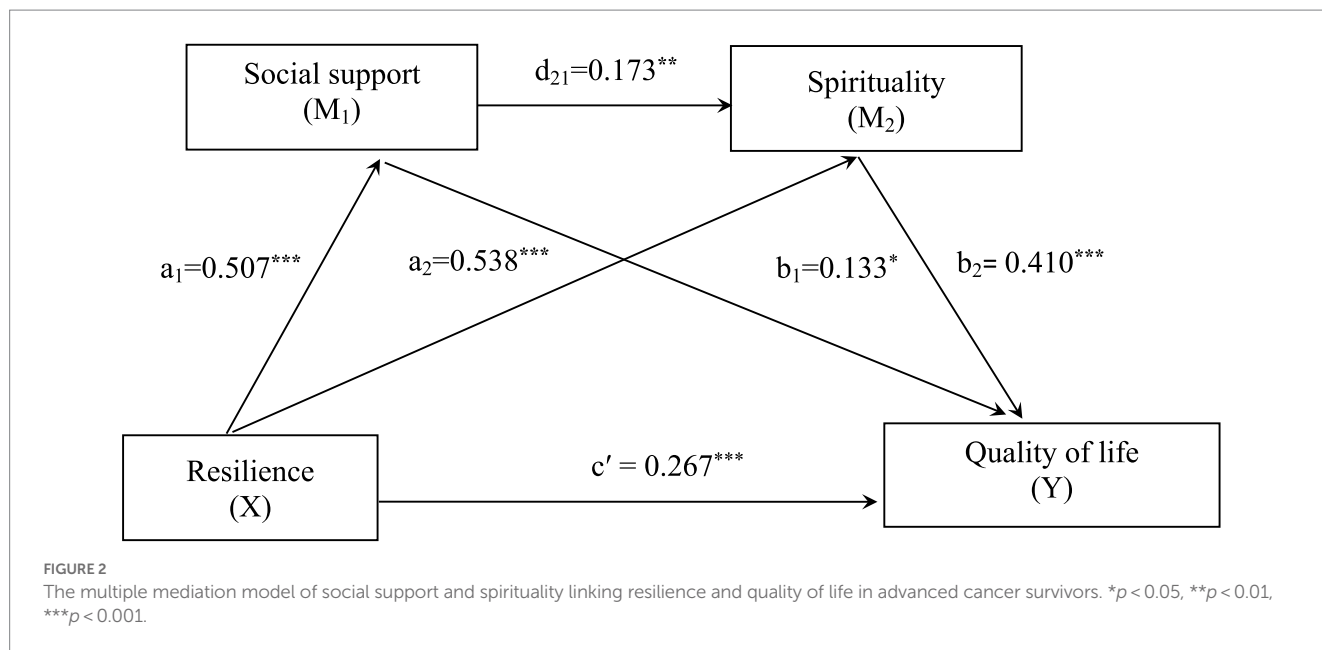 Social support
(M₁)
d₂₁=0.173**
Spirituality
(M₂)
a₁=0.507***
a₂=0.538***
b₁=0.133*
b₂= 0.410***
Resilience
(X)
c′ = 0.267***
Quality of life
(Y)
FIGURE 2
The multiple mediation model of social support and spirituality linking resilience and quality of life in advanced cancer survivors. *p < 0.05, **p < 0.01,
***p < 0.001.